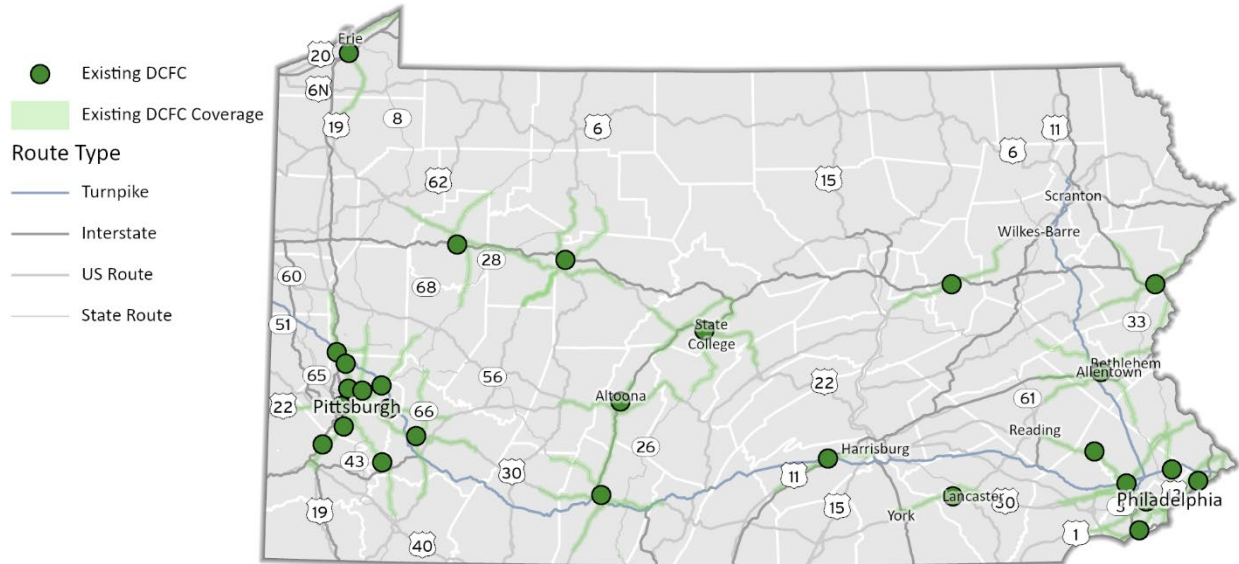 Existing DCFC
Existing DCFC Coverage
Route Type
Turnpike
Interstate
US Route
State Route
Erie
20
6N
19
8
6
11
6
62
15
Scranton
Wilkes-Barre
28
60
68
33
51
State
College
Bethlehem
Allentown
65
56
22
Altoona
22
Pittsburgh
66
61
Reading
26
Harrisburg
43
30
11
Lancaster
30
Philadelphia
15
York
19
1
40